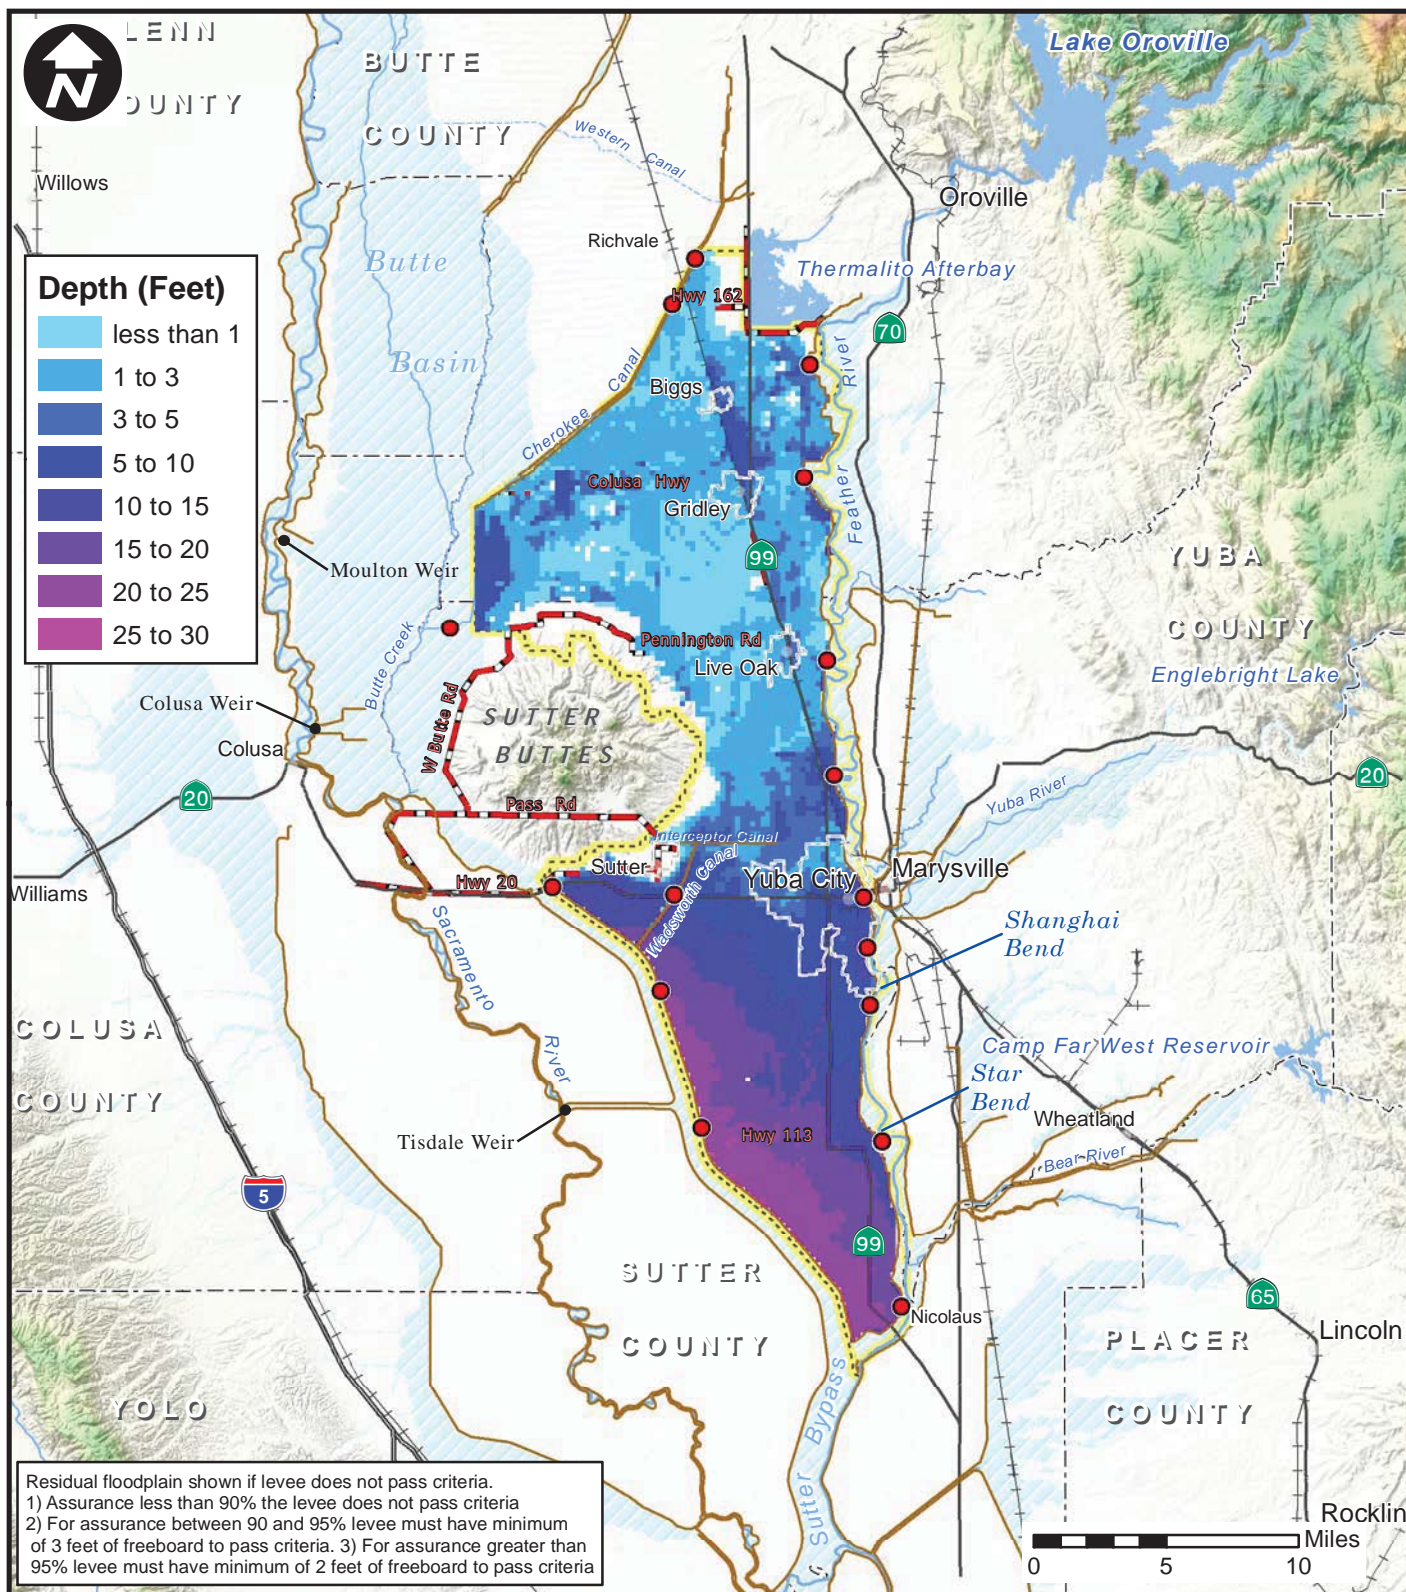 LENN
OUNTY
BUTTE
COUNTY
Lake Oroville
Western Canal
Willows
Oroville
Richvale
Butte
Basin
Thermalito Afterbay
Hwy 162
70
Depth (Feet)
less than 1
1 to 3
3 to 5
5 to 10
10 to 15
15 to 20
20 to 25
25 to 30
Cherokee Canal
Biggs
Feather River
Colusa Hwy
Gridley
99
Moulton Weir
YUBA
COUNTY
Butte Creek
Pennington Rd
Live Oak
Englebright Lake
Colusa Weir
Colusa
W Butte Rd
SUTTER
BUTTES
20
Pass Rd
Yuba River
20
Interceptor Canal
Sutter
Wadsworth Canal
Yuba City
Marysville
Williams
Hwy 20
Sacramento River
Shanghai
Bend
COLUSA
COUNTY
Camp Far West Reservoir
Star
Bend
Tisdale Weir
Hwy 113
Wheatland
Bear River
5
99
SUTTER
COUNTY
Nicolaus
65
PLACER
COUNTY
Lincoln
YOLO
Sutter Bypass
Rocklin
Residual floodplain shown if levee does not pass criteria.
1) Assurance less than 90% the levee does not pass criteria
2) For assurance between 90 and 95% levee must have minimum
of 3 feet of freeboard to pass criteria. 3) For assurance greater than
95% levee must have minimum of 2 feet of freeboard to pass criteria
Miles
0 5 10
N